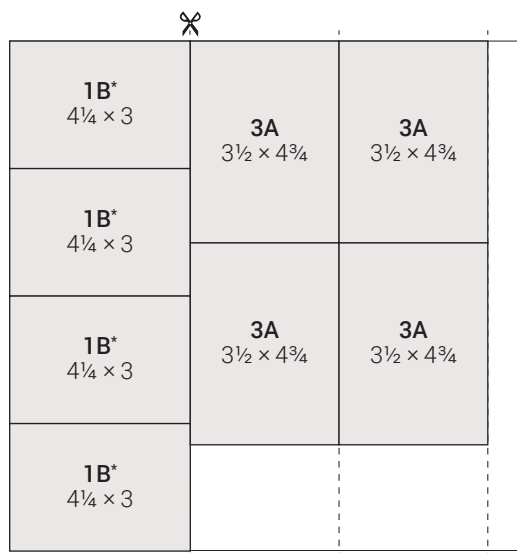 1B*
4¼ × 3
1B*
4¼ × 3
1B*
4¼ × 3
1B*
4¼ × 3
3A
3½ × 4¾
3A
3½ × 4¾
3A
3½ × 4¾
3A
3½ × 4¾